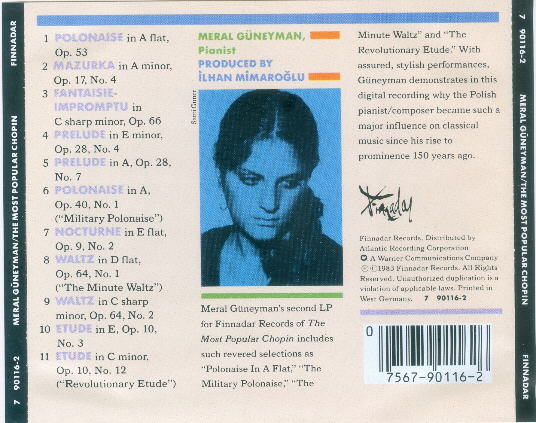 FINNADAR
MERAL GÜNEYMAN/THE MOST POPULAR CHOPIN
7 90116-2
1 POLONAISE in A flat,
Op. 53
2 MAZURKA in A minor,
Op. 17, No. 4
3 FANTAISIE-
IMPROMPTU in
C sharp minor, Op. 66
4 PRELUDE in E minor,
Op. 28, No. 4
5 PRELUDE in A, Op. 28,
No. 7
6 POLONAISE in A,
Op. 40, No. 1
("Military Polonaise")
7 NOCTURNE in E flat,
Op. 9, No. 2
8 WALTZ in D flat,
Op. 64, No. 1
("The Minute Waltz")
9 WALTZ in C sharp
minor, Op. 64, No. 2
10 ETUDE in E, Op. 10,
No. 3
11 ETUDE in C minor,
Op. 10, No. 12
("Revolutionary Etude")
MERAL GÜNEYMAN,
Pianist
PRODUCED BY
İLHAN MİMAROĞLU
Meral Güneyman's second LP
for Finnadar Records of The
Most Popular Chopin includes
such revered selections as
"Polonaise In A Flat," "The
Military Polonaise," "The
Minute Waltz" and "The
Revolutionary Etude." With
assured, stylish performances,
Güneyman demonstrates in this
digital recording why the Polish
pianist/composer became such a
major influence on classical
music since his rise to
prominence 150 years ago.
Finnadar
Finnadar Records, Distributed by
Atlantic Recording Corporation
A Warner Communications Company
℗ ©1983 Finnadar Records. All Rights
Reserved. Unauthorized duplication is a
violation of applicable laws. Printed in
West Germany. 7 90116-2
0
7567-90116-2
7 90116-2
MERAL GÜNEYMAN/THE MOST POPULAR CHOPIN
FINNADAR